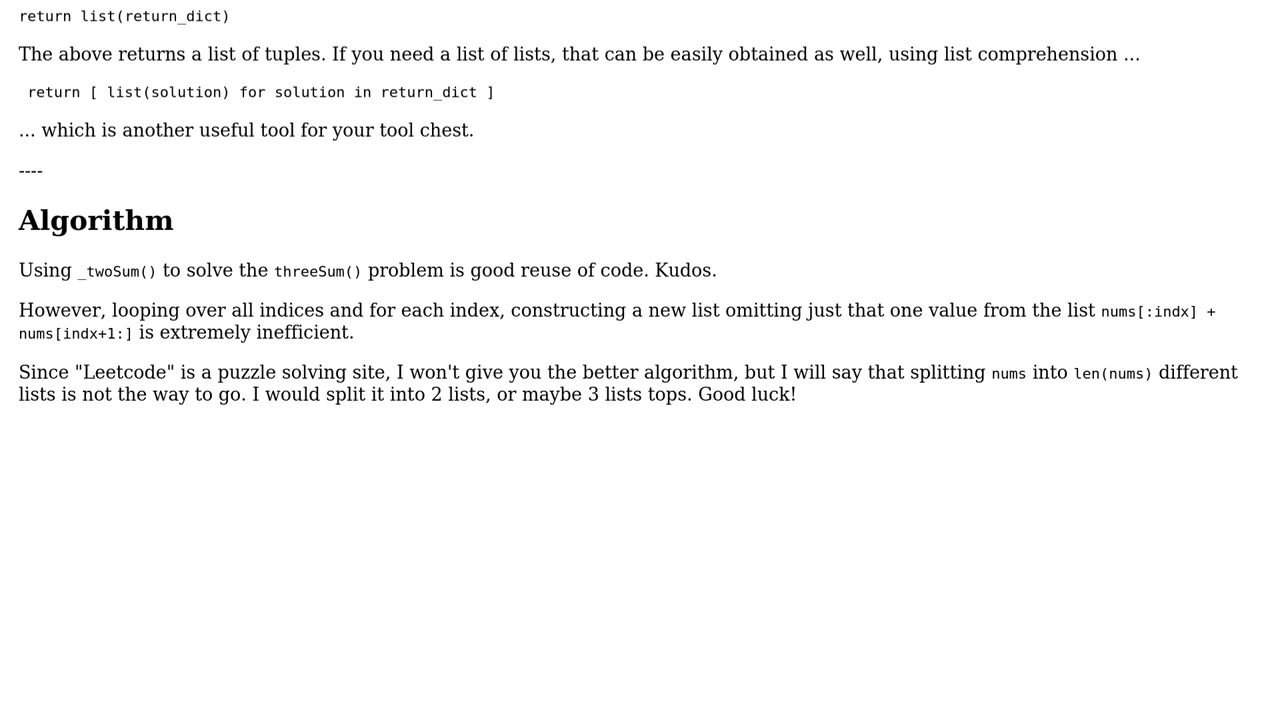 return list(return_dict)
The above returns a list of tuples. If you need a list of lists, that can be easily obtained as well, using list comprehension ...
return [ list(solution) for solution in return_dict ]
... which is another useful tool for your tool chest.
----
Algorithm
Using _twoSum() to solve the threeSum() problem is good reuse of code. Kudos.
However, looping over all indices and for each index, constructing a new list omitting just that one value from the list nums[:indx] +
nums[indx+1:] is extremely inefficient.
Since "Leetcode" is a puzzle solving site, I won't give you the better algorithm, but I will say that splitting nums into len(nums) different
lists is not the way to go. I would split it into 2 lists, or maybe 3 lists tops. Good luck!